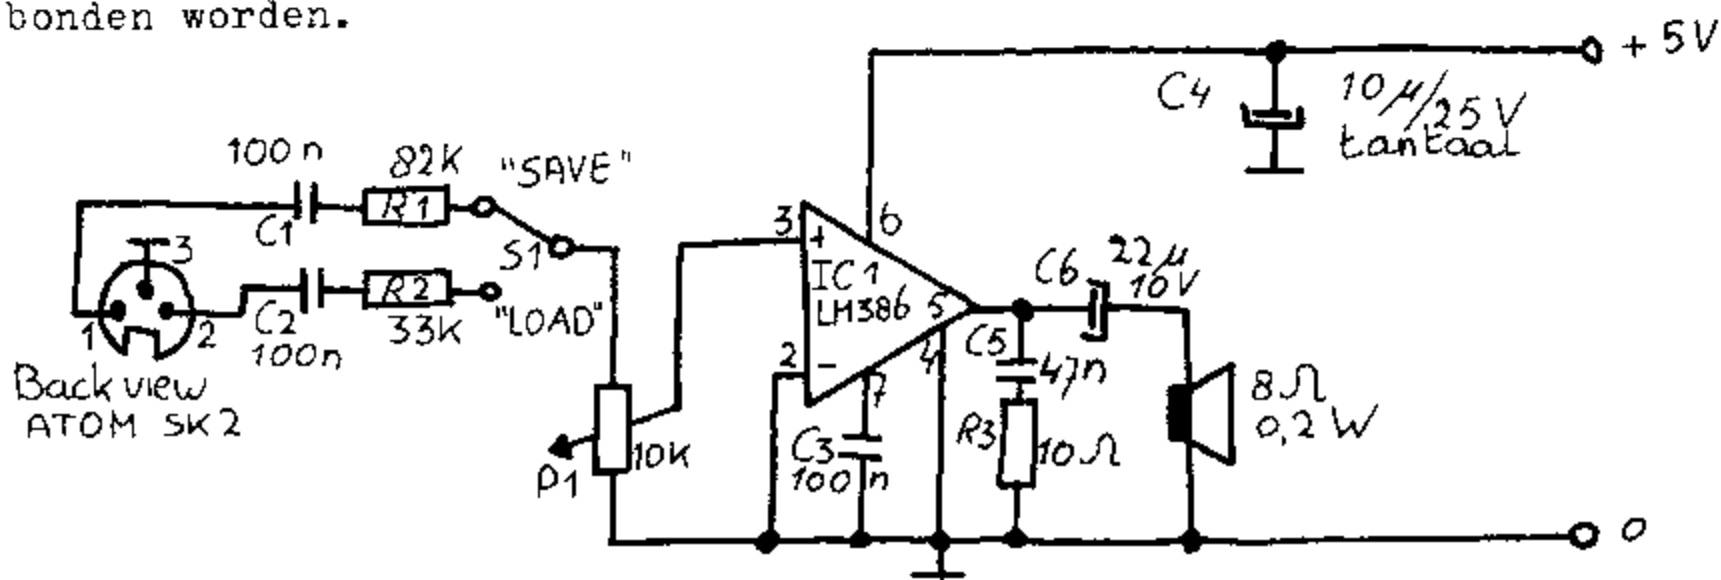 bonden worden.
+ 5V
C4
10µ/25V
tantaal
100n
82K
"SAVE"
C1
R1
3
S1
3
6
+
IC1
LM386
5
C6
22µ
10V
1
2
C2
100n
R2
33K
"LOAD"
2
-
4
7
C5
47n
Back view
ATOM SK2
P1
10K
C3
100n
R3
10Ω
8Ω
0,2W
0